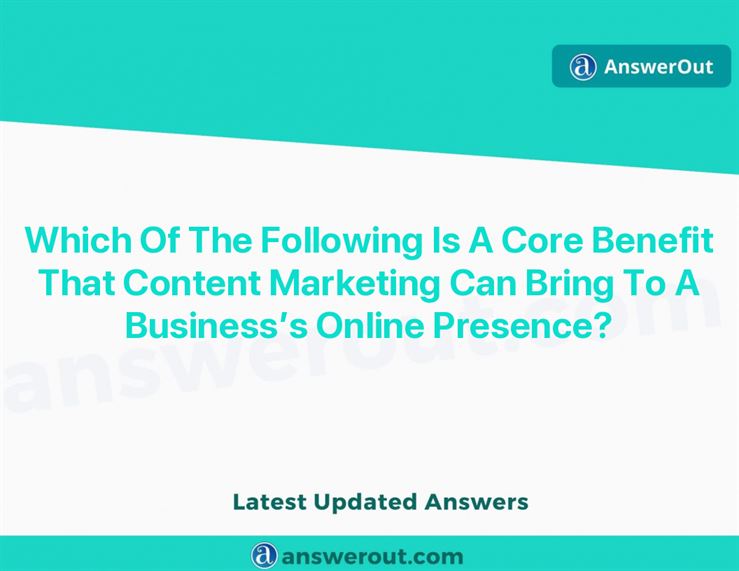 AnswerOut
Which Of The Following Is A Core Benefit
That Content Marketing Can Bring To A
Business’s Online Presence?
answerout.com
Latest Updated Answers
answerout.com